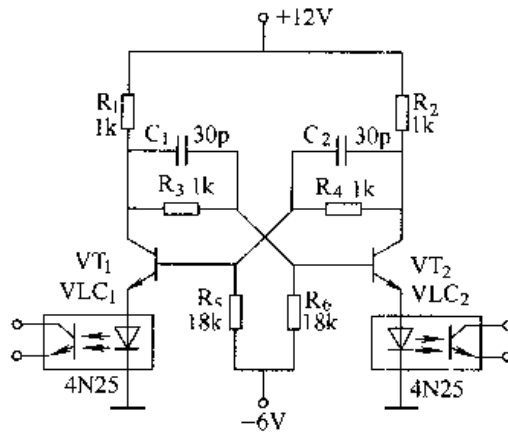 +12V
R₁
1k
R₂
1k
C₁ 30p
C₂ 30p
R₃ 1k
R₄ 1k
VT₁
VT₂
VLC₁
VLC₂
R₅
18k
R₆
18k
4N25
4N25
−6V